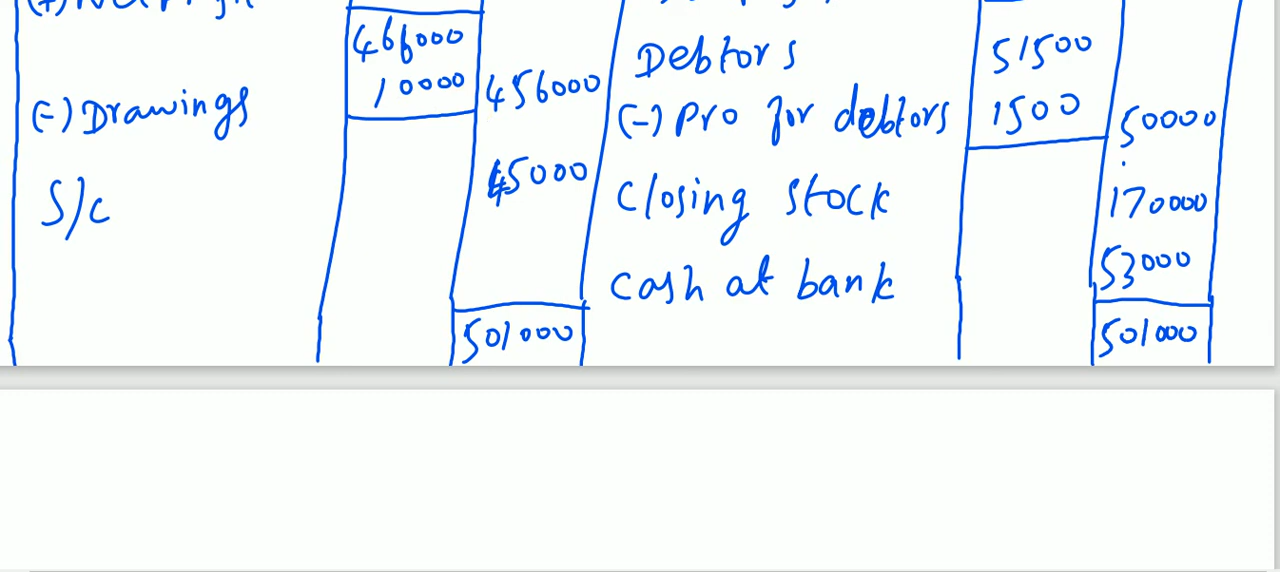 466000
(-) Drawings 10000 456000
S/c 45000
501000
Debtors 51500
(-) Pro for debtors 1500 50000
Closing stock 170000
Cash at bank 53000
501000